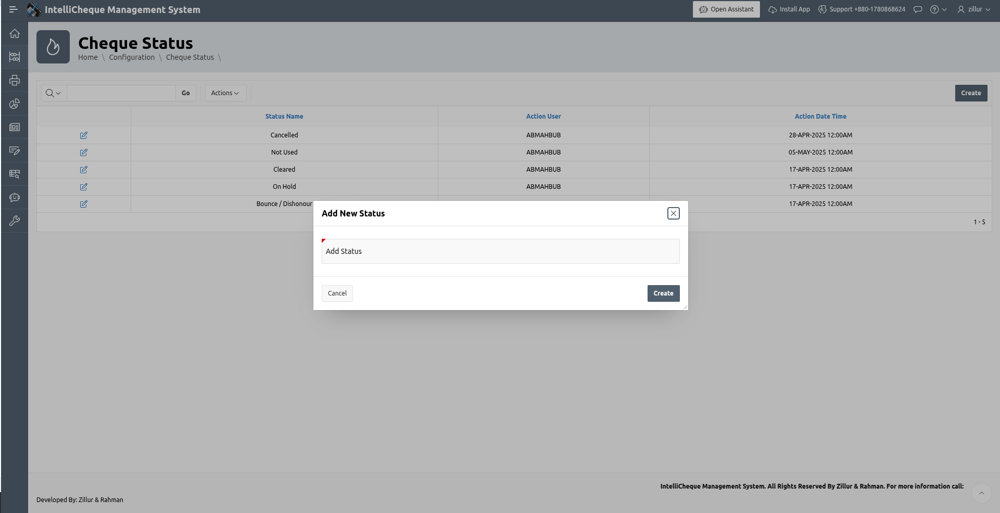 IntelliCheque Management System
Open Assistant
Install App
Support +880-1780868624
zillur
Cheque Status
Home \ Configuration \ Cheque Status \
Go
Actions
Create
Status Name Action User Action Date Time
Cancelled ABMAHBUB 28-APR-2025 12:00AM
Not Used ABMAHBUB 05-MAY-2025 12:00AM
Cleared ABMAHBUB 17-APR-2025 12:00AM
On Hold ABMAHBUB 17-APR-2025 12:00AM
Bounce / Dishonour 17-APR-2025 12:00AM
1 - 5
Add New Status
Add Status
Cancel
Create
IntelliCheque Management System. All Rights Reserved By Zillur & Rahman. For more information call:
Developed By: Zillur & Rahman